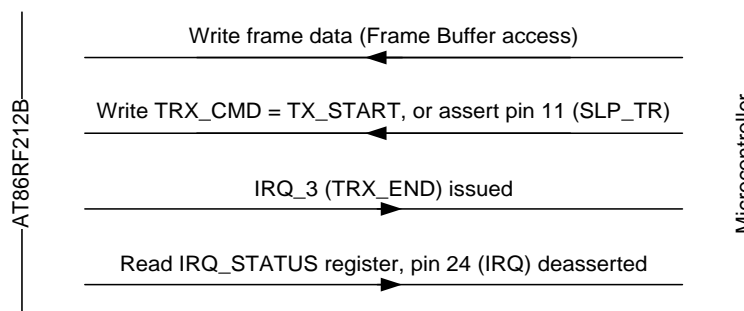 Write frame data (Frame Buffer access)
Write TRX_CMD = TX_START, or assert pin 11 (SLP_TR)
IRQ_3 (TRX_END) issued
Read IRQ_STATUS register, pin 24 (IRQ) deasserted
AT86RF212B
Microcontroller